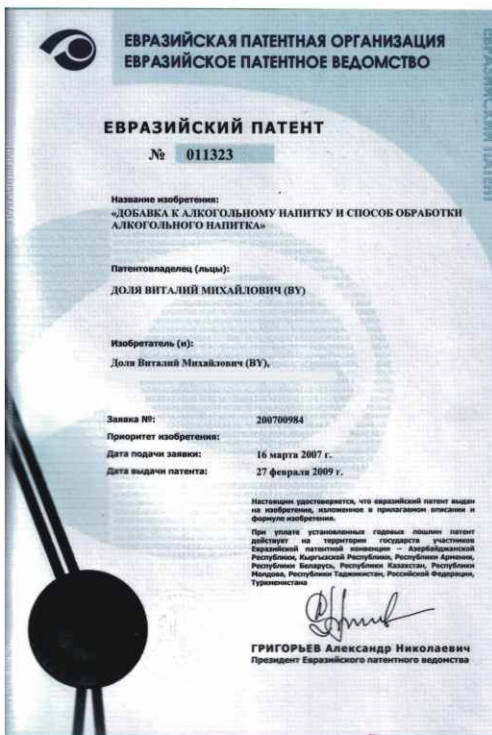 ЕВРАЗИЙСКАЯ ПАТЕНТНАЯ ОРГАНИЗАЦИЯ
ЕВРАЗИЙСКОЕ ПАТЕНТНОЕ ВЕДОМСТВО
ЕВРАЗИЙСКИЙ ПАТЕНТ
ЕВРАЗИЙСКИЙ ПАТЕНТ
№ 011323
Название изобретения:
«ДОБАВКА К АЛКОГОЛЬНОМУ НАПИТКУ И СПОСОБ ОБРАБОТКИ
АЛКОГОЛЬНОГО НАПИТКА»
Патентовладелец (льцы):
ДОЛЯ ВИТАЛИЙ МИХАЙЛОВИЧ (BY)
Изобретатель (и):
Доля Виталий Михайлович (BY),
Заявка №: 200700984
Приоритет изобретения:
Дата подачи заявки: 16 марта 2007 г.
Дата выдачи патента: 27 февраля 2009 г.
Настоящим удостоверяется, что евразийский патент выдан
на изобретение, изложенное в прилагаемом описании и
формуле изобретения.
При уплате установленных годовых пошлин патент
действует на территории государств участников
Евразийской патентной конвенции – Азербайджанской
Республики, Кыргызской Республики, Республики Армения,
Республики Беларусь, Республики Казахстан, Республики
Молдова, Республики Таджикистан, Российской Федерации,
Туркменистана
ГРИГОРЬЕВ Александр Николаевич
Президент Евразийского патентного ведомства